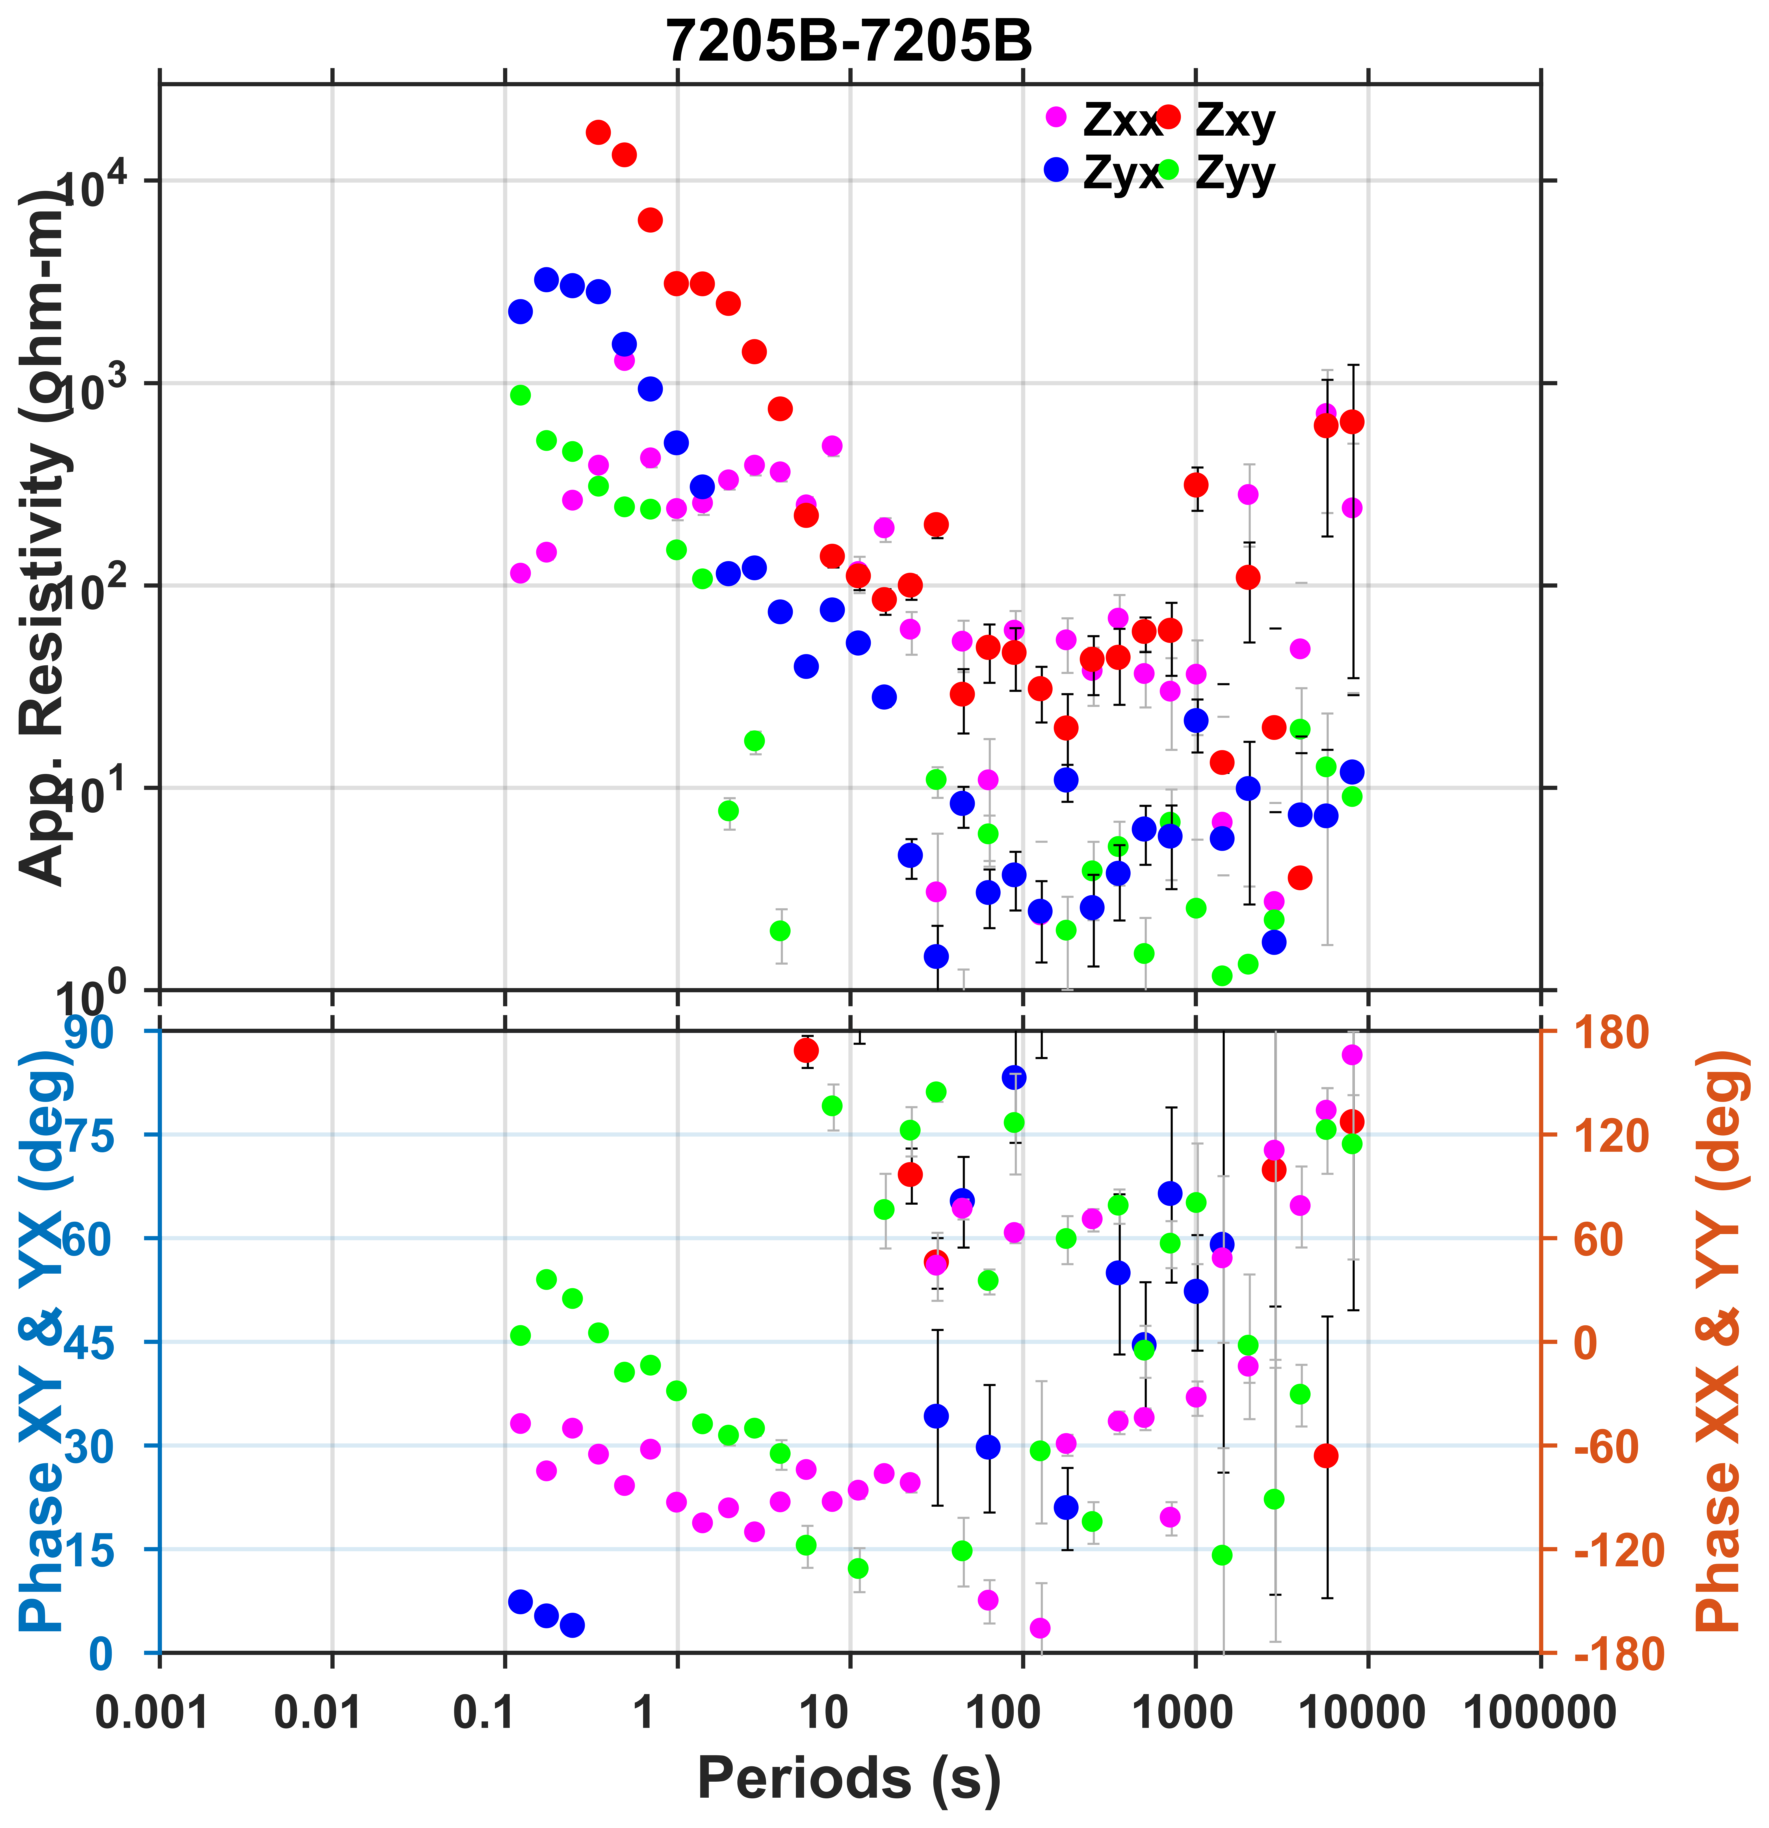 7205B-7205B
Zxx Zxy
Zyx Zyy
App. Resistivity (ohm-m)
10^4
10^3
10^2
10^1
10^0
Phase XY & YX (deg)
90
75
60
45
30
15
0
180
120
60
0
-60
-120
-180
Phase XX & YY (deg)
0.001 0.01 0.1 1 10 100 1000 10000 100000
Periods (s)